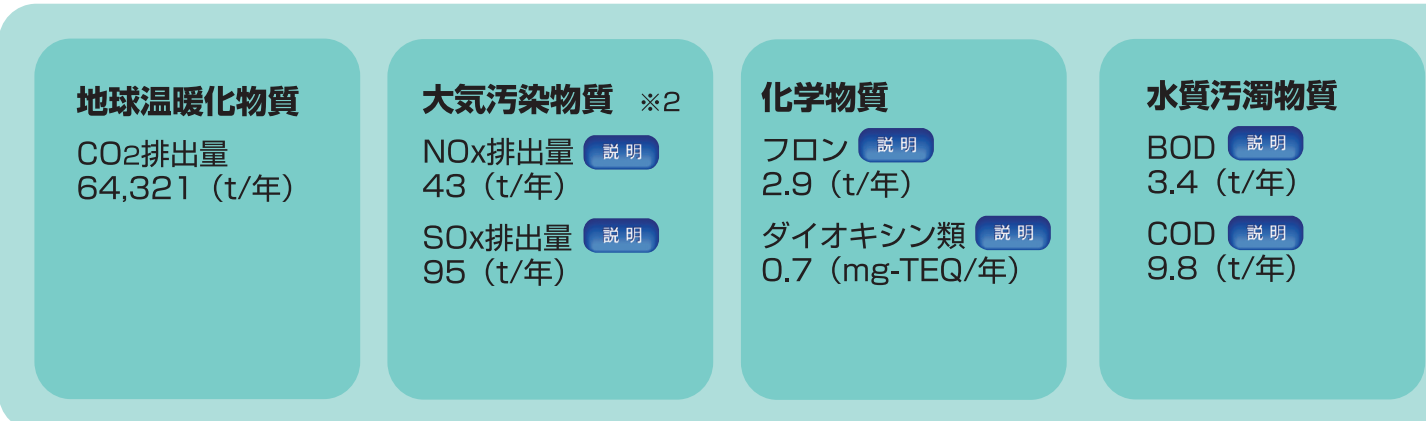 地球温暖化物質
CO2排出量
64,321（t/年）
大気汚染物質 ※2
NOx排出量 説明
43（t/年）
SOx排出量 説明
95（t/年）
化学物質
フロン 説明
2.9（t/年）
ダイオキシン類 説明
0.7（mg-TEQ/年）
水質汚濁物質
BOD 説明
3.4（t/年）
COD 説明
9.8（t/年）